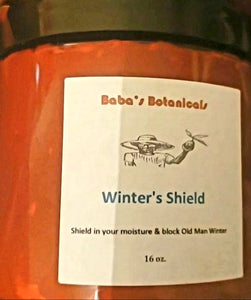 Baba's Botanicals
Winter's Shield
Shield in your moisture & block Old Man Winter
16 oz.